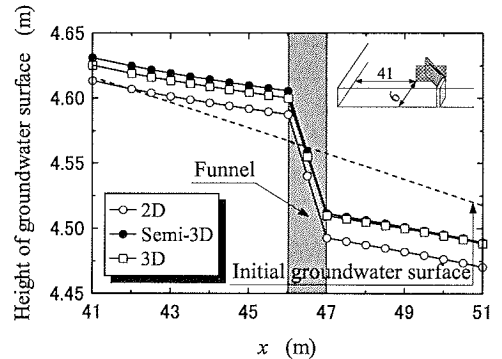 Height of groundwater surface (m)
4.65
4.60
4.55
4.50
4.45
41
6
Funnel
2D
Semi-3D
3D
Initial groundwater surface
41 43 45 47 49 51
x (m)